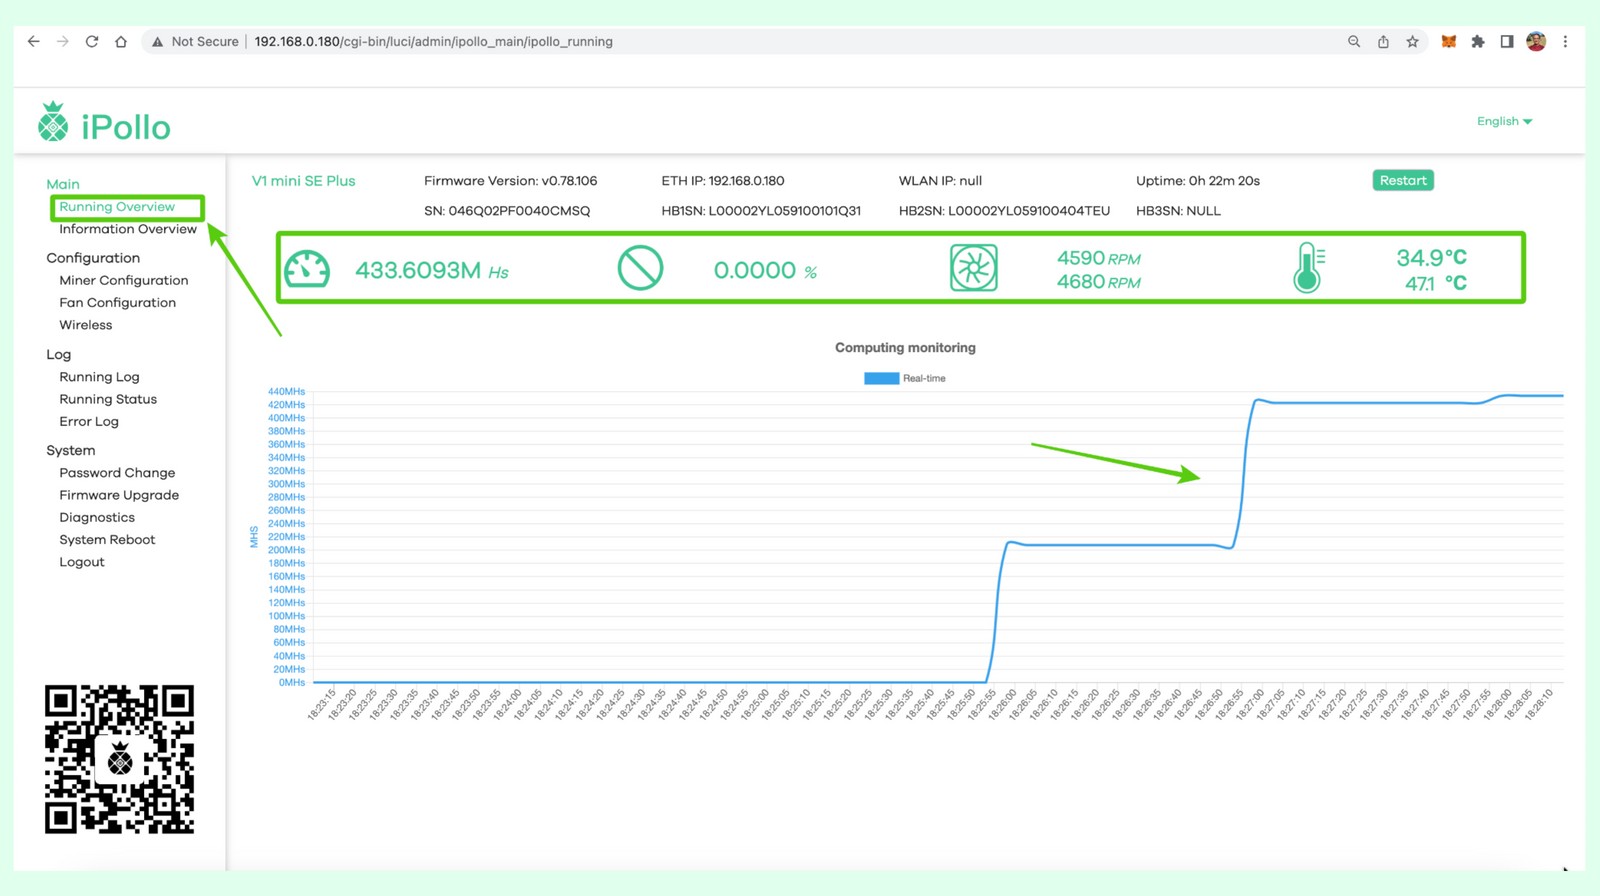 Not Secure 192.168.0.180/cgi-bin/luci/admin/ipollo_main/ipollo_running
iPollo
English
Main
Running Overview
Information Overview
Configuration
Miner Configuration
Fan Configuration
Wireless
Log
Running Log
Running Status
Error Log
System
Password Change
Firmware Upgrade
Diagnostics
System Reboot
Logout
V1 mini SE Plus Firmware Version: v0.78.106 ETH IP: 192.168.0.180 WLAN IP: null Uptime: 0h 22m 20s Restart
SN: 046Q02PF0040CMSQ HB1SN: L00002YL059100101Q31 HB2SN: L00002YL059100404TEU HB3SN: NULL
433.6093M Hs 0.0000 % 4590 RPM 34.9°C
4680 RPM 47.1 °C
Computing monitoring
Real-time
440MHs
420MHs
400MHs
380MHs
360MHs
340MHs
320MHs
300MHs
280MHs
260MHs
240MHs
220MHs
200MHs
180MHs
160MHs
140MHs
120MHs
100MHs
80MHs
60MHs
40MHs
20MHs
0MHs
MHS
18:23:15
18:23:20
18:23:25
18:23:30
18:23:35
18:23:40
18:23:45
18:23:50
18:23:55
18:24:00
18:24:05
18:24:10
18:24:15
18:24:20
18:24:25
18:24:30
18:24:35
18:24:40
18:24:45
18:24:50
18:24:55
18:25:00
18:25:05
18:25:10
18:25:15
18:25:20
18:25:25
18:25:30
18:25:35
18:25:40
18:25:45
18:25:50
18:25:55
18:26:00
18:26:05
18:26:10
18:26:15
18:26:20
18:26:25
18:26:30
18:26:35
18:26:40
18:26:45
18:26:50
18:26:55
18:27:00
18:27:05
18:27:10
18:27:15
18:27:20
18:27:25
18:27:30
18:27:35
18:27:40
18:27:45
18:27:50
18:27:55
18:28:00
18:28:05
18:28:10